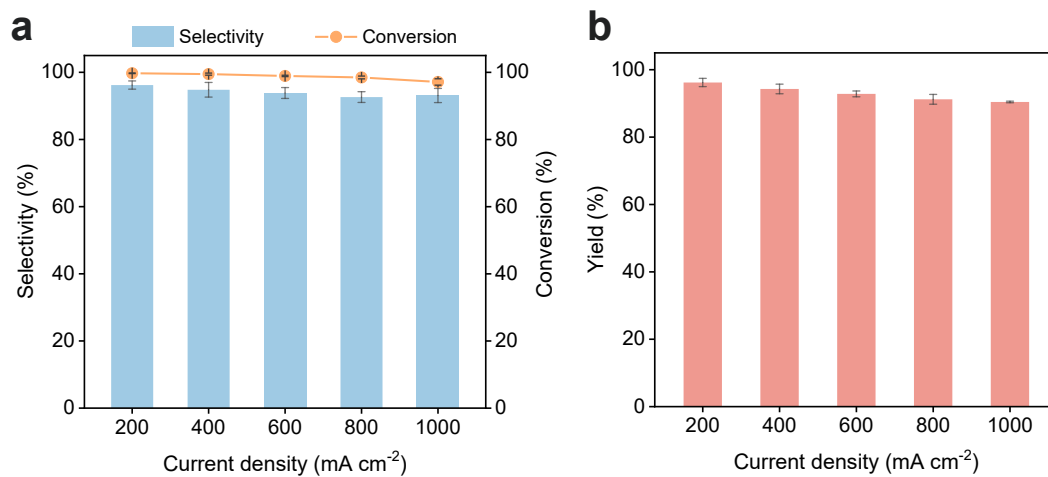 a
Selectivity
Conversion
100
80
60
40
20
0
Selectivity (%)
100
80
60
40
20
0
Conversion (%)
200 400 600 800 1000
Current density (mA cm⁻²)
b
100
80
60
40
20
0
Yield (%)
200 400 600 800 1000
Current density (mA cm⁻²)